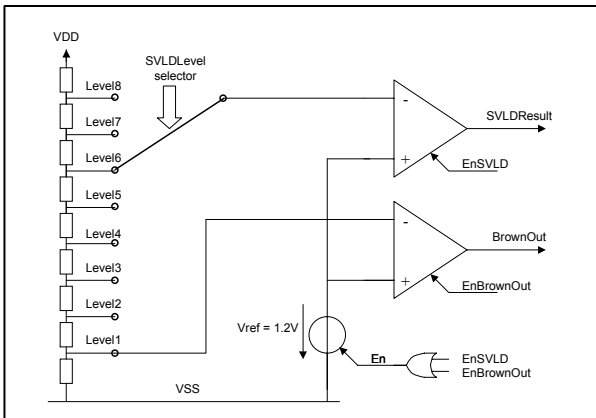 VDD
SVLDLevel
selector
Level8
Level7
Level6
Level5
Level4
Level3
Level2
Level1
-
+
SVLDResult
EnSVLD
-
+
BrownOut
EnBrownOut
Vref = 1.2V
En
EnSVLD
EnBrownOut
VSS